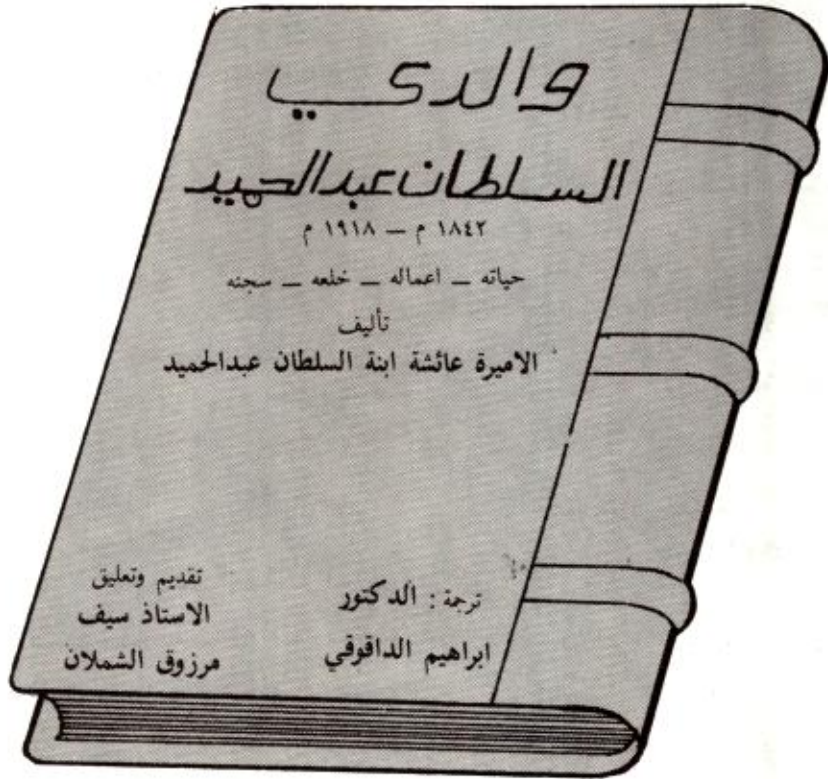 والدي
السلطان عبدالحميد
١٨٤٢ م — ١٩١٨ م
حياته — اعماله — خلعه — سجنه
تأليف
الاميرة عائشة ابنة السلطان عبدالحميد
ترجمة : الدكتور
ابراهيم الداقوقي
تقديم وتعليق
الاستاذ سيف
مرزوق الشملان